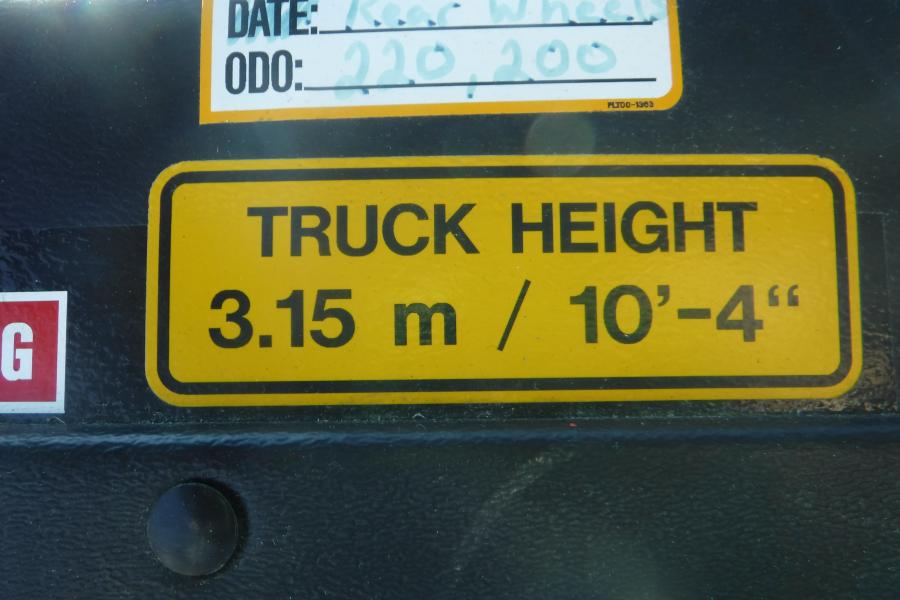 DATE: Rear Wheels
ODO: 220,200
PLTOO-1363
TRUCK HEIGHT
3.15 m / 10’-4“
G